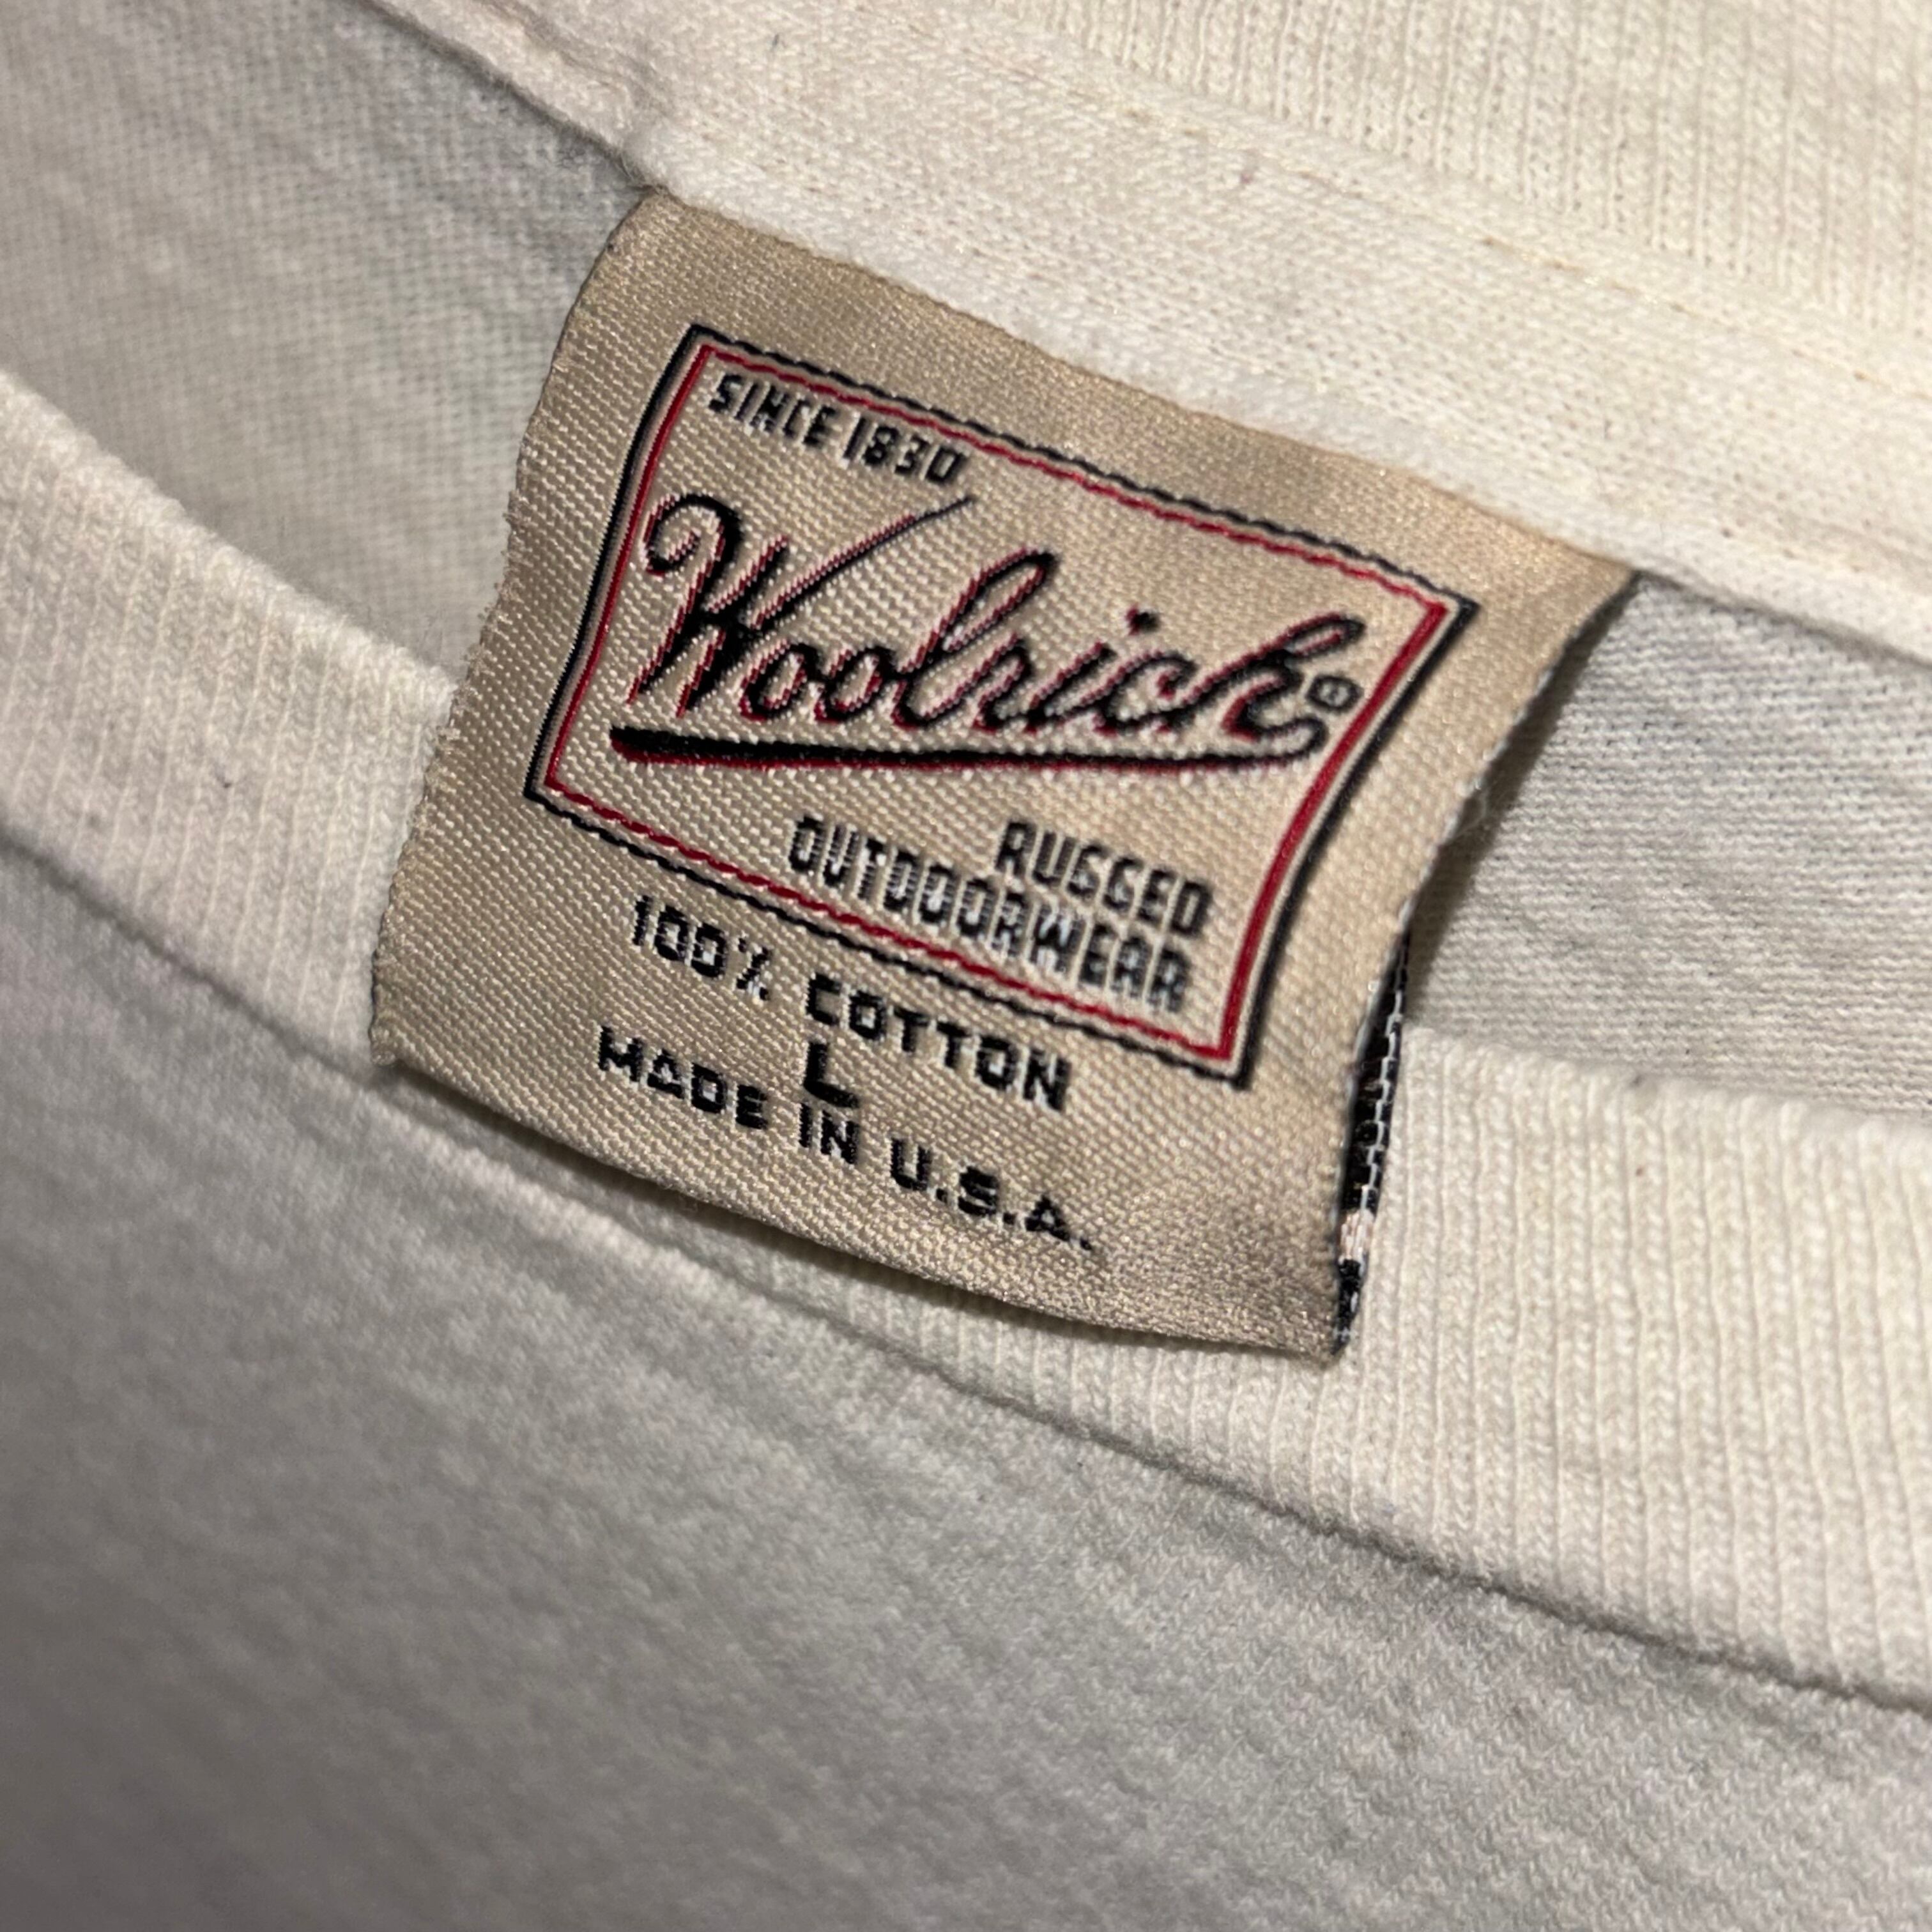 SINCE 1830
Woolrich®
RUGGED
OUTDOORWEAR
100% COTTON
L
MADE IN U.S.A.